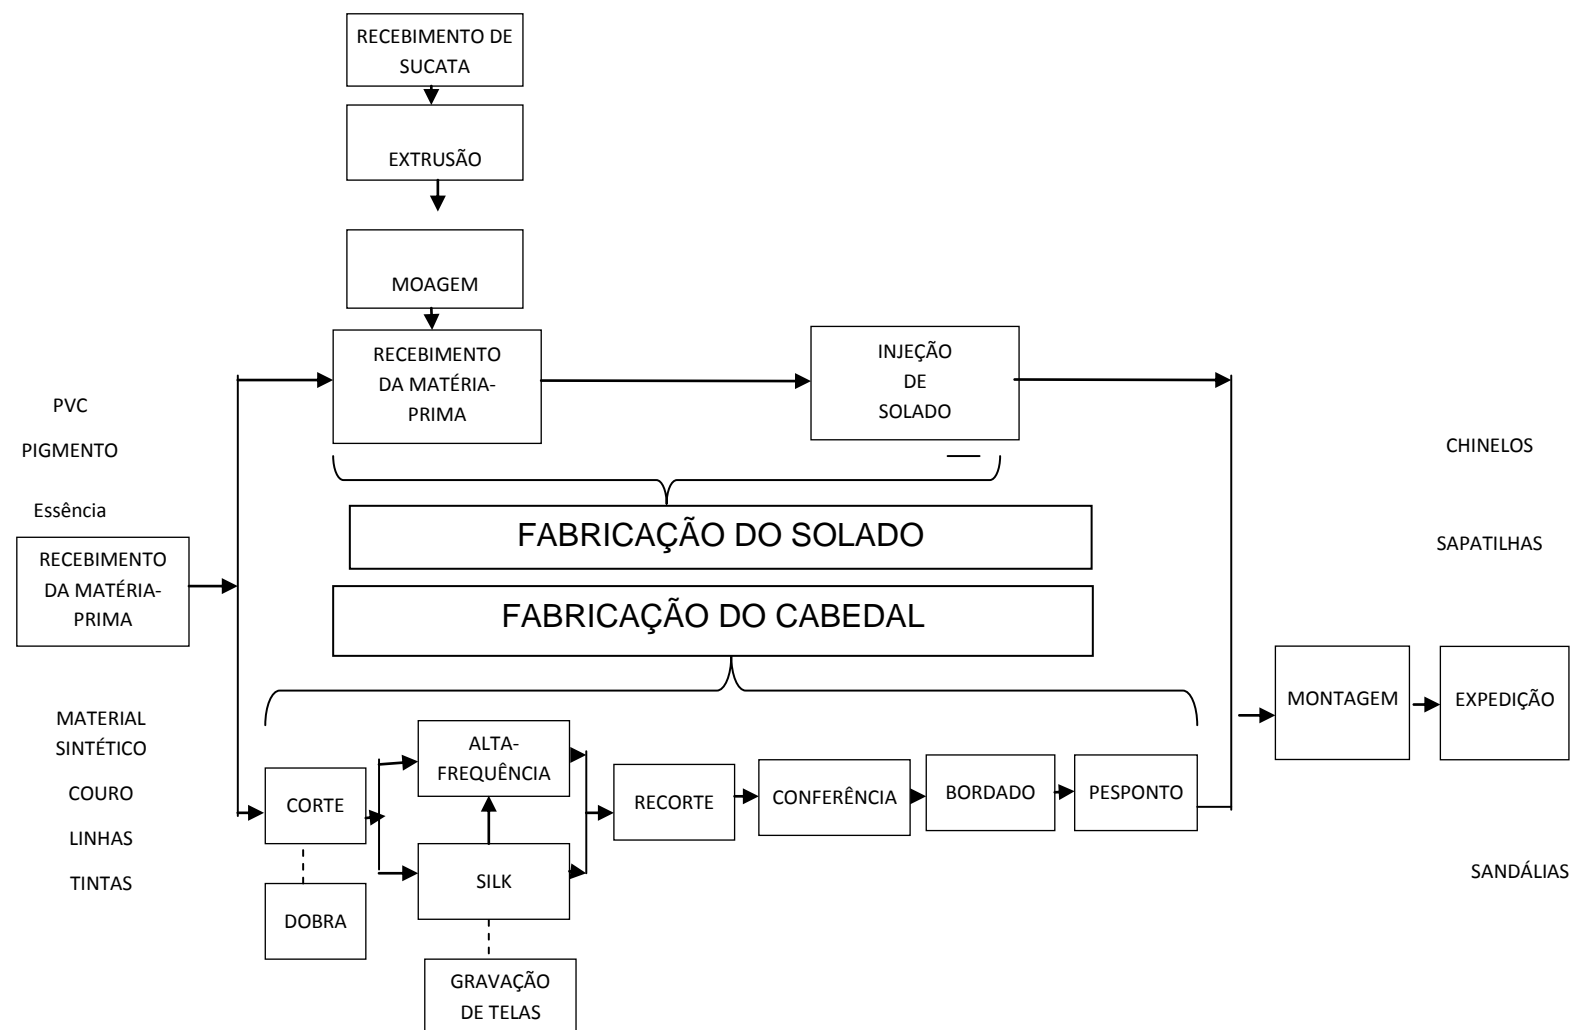 RECEBIMENTO DE
SUCATA
EXTRUSÃO
MOAGEM
RECEBIMENTO
DA MATÉRIA-
PRIMA
INJEÇÃO
DE
SOLADO
PVC
PIGMENTO
Essência
RECEBIMENTO
DA MATÉRIA-
PRIMA
CHINELOS
SAPATILHAS
FABRICAÇÃO DO SOLADO
FABRICAÇÃO DO CABEDAL
MATERIAL
SINTÉTICO
COURO
LINHAS
TINTAS
CORTE
DOBRA
ALTA-
FREQUÊNCIA
SILK
GRAVAÇÃO
DE TELAS
RECORTE
CONFERÊNCIA
BORDADO
PESPONTO
MONTAGEM
EXPEDIÇÃO
SANDÁLIAS